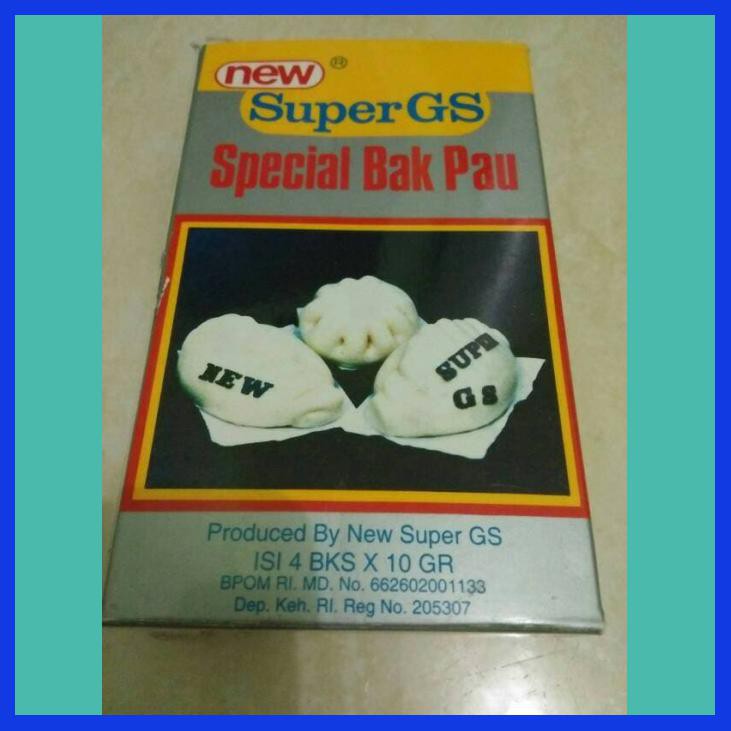 new ®
Super GS
Special Bak Pau
NEW
SUPER
GS
Produced By New Super GS
ISI 4 BKS X 10 GR
BPOM RI. MD. No. 662602001133
Dep. Keh. RI. Reg No. 205307